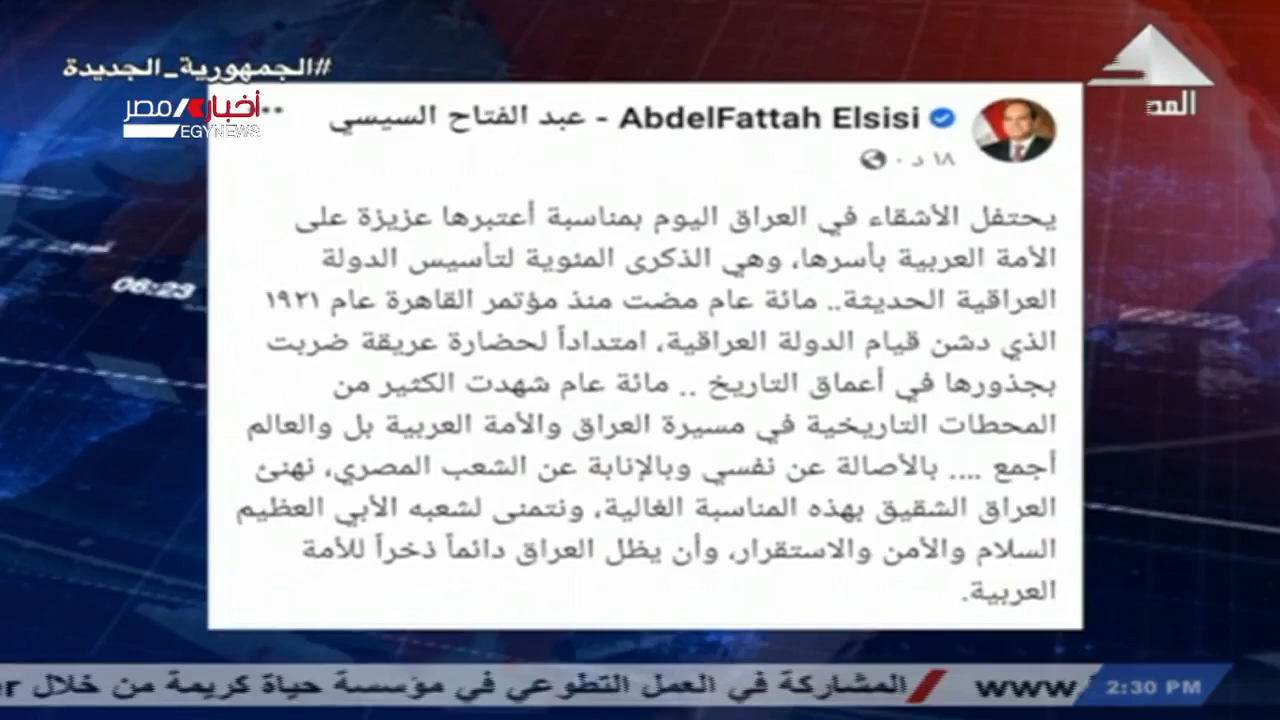 #الجمهورية_الجديدة
أخبار مصر
EGYNEWS
المد
AbdelFattah Elsisi - عبد الفتاح السيسي
١٨ د ·
يحتفل الأشقاء في العراق اليوم بمناسبة أعتبرها عزيزة على
الأمة العربية بأسرها، وهي الذكرى المئوية لتأسيس الدولة
العراقية الحديثة.. مائة عام مضت منذ مؤتمر القاهرة عام ١٩٢١
الذي دشن قيام الدولة العراقية، امتداداً لحضارة عريقة ضربت
بجذورها في أعماق التاريخ .. مائة عام شهدت الكثير من
المحطات التاريخية في مسيرة العراق والأمة العربية بل والعالم
أجمع .... بالأصالة عن نفسي وبالإنابة عن الشعب المصري، نهنئ
العراق الشقيق بهذه المناسبة الغالية، ونتمنى لشعبه الأبي العظيم
السلام والأمن والاستقرار، وأن يظل العراق دائماً ذخراً للأمة
العربية.
06:23
المشاركة في العمل التطوعي في مؤسسة حياة كريمة من خلال er
www
2:30 PM